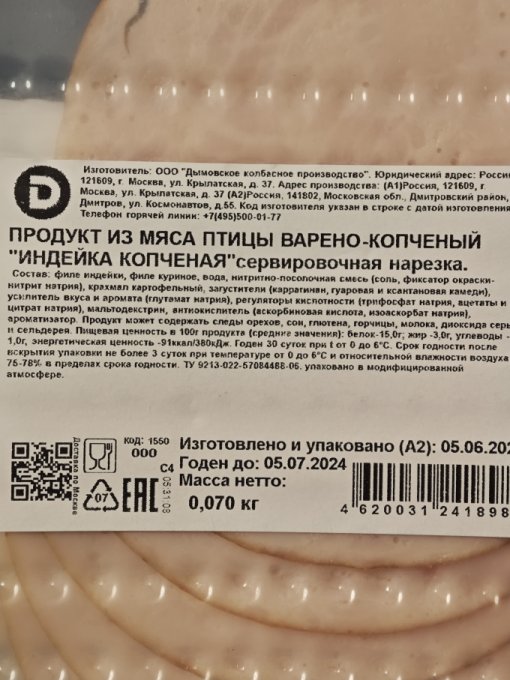 Изготовитель: ООО "Дымовское колбасное производство". Юридический адрес: Росси
121609, г. Москва, ул. Крылатская, д. 37. Адрес производства: (А1)Россия, 121609, г.
Москва, ул. Крылатская, д. 37 (А2)Россия, 141802, Московская обл., Дмитровский район,
Дмитров, ул. Космонавтов, д.55. Код изготовителя указан в строке с датой изготовления
Телефон горячей линии: +7(495)500-01-77
ПРОДУКТ ИЗ МЯСА ПТИЦЫ ВАРЕНО-КОПЧЕНЫЙ
"ИНДЕЙКА КОПЧЕНАЯ"сервировочная нарезка.
Состав: филе индейки, филе куриное, вода, нитритно-посолочная смесь (соль, фиксатор окраски-
нитрит натрия), крахмал картофельный, загустители (каррагинан, гуаровая и ксантановая камеди),
усилитель вкуса и аромата (глутамат натрия), регуляторы кислотности (трифосфат натрия, ацетаты и
цитрат натрия), мальтодекстрин, антиокислитель (аскорбиновая кислота, изоаскорбат натрия),
ароматизатор. Продукт может содержать следы орехов, сои, глютена, горчицы, молока, диоксида серы
и сельдерея. Пищевая ценность в 100г продукта (средние значения): белок-15,0г; жир -3,0г, углеводы -
1,0г, энергетическая ценность -91ккал/380кДж. Годен 30 суток при t от 0 до 6°С. Срок годности после
вскрытия упаковки не более 3 суток при температуре от 0 до 6°С и относительной влажности воздуха
75-78% в пределах срока годности. ТУ 9213-022-57084488-06. упаковано в модифицированной
атмосфере.
Доставка по Москве
Код: 1550
000
С4
053108
07
ЕАС
Изготовлено и упаковано (А2): 05.06.202
Годен до: 05.07.2024
Масса нетто:
0,070 кг
4 620031 241898